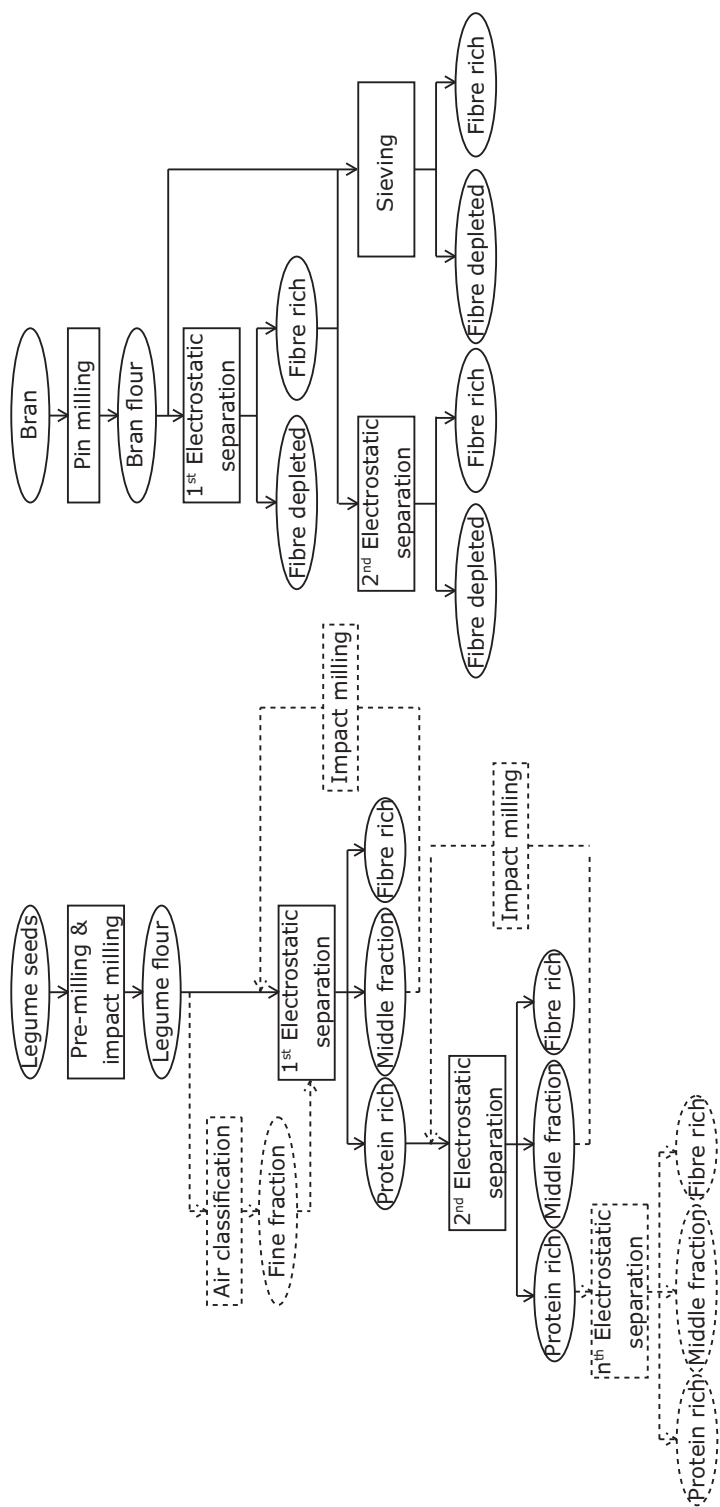 Legume seeds
Pre-milling &
impact milling
Legume flour
Air classification
Fine fraction
1st Electrostatic
separation
Impact milling
Protein rich
Middle fraction
Fibre rich
2nd Electrostatic
separation
Impact milling
Protein rich
Middle fraction
Fibre rich
nth Electrostatic
separation
Protein rich
Middle fraction
Fibre rich
Bran
Pin milling
Bran flour
1st Electrostatic
separation
Fibre depleted
Fibre rich
2nd Electrostatic
separation
Sieving
Fibre depleted
Fibre rich
Fibre depleted
Fibre rich